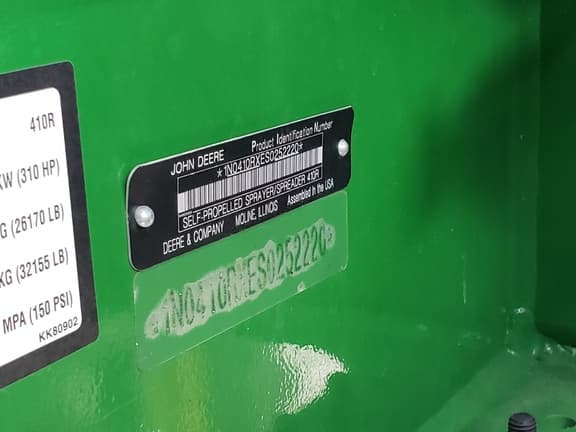 410R
KW (310 HP)
G (26170 LB)
KG (32155 LB)
MPA (150 PSI)
KK80902
JOHN DEERE Product Identification Number
*1N0410RXES0252220*
SELF-PROPELLED SPRAYER/SPREADER 410R
DEERE & COMPANY MOLINE, ILLINOIS Assembled in the USA
*1N0410RXES0252220*